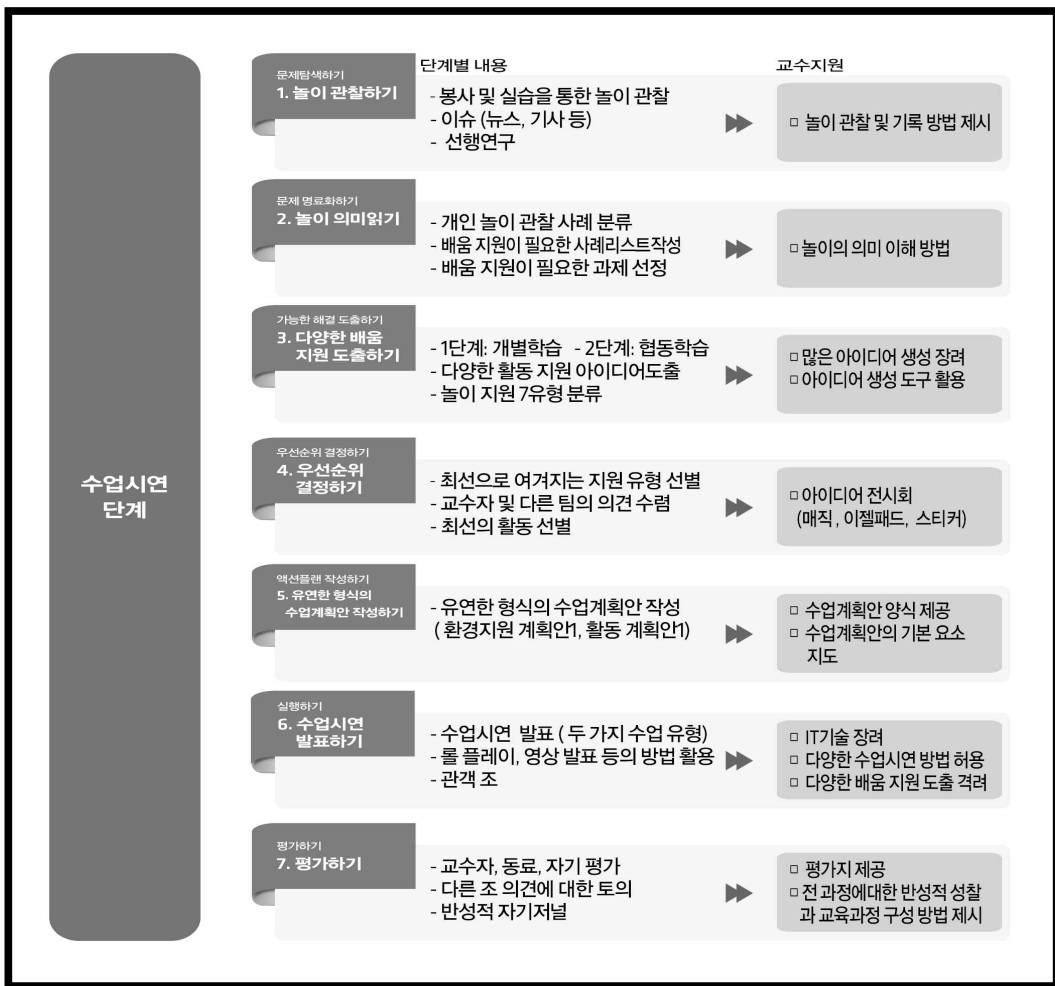 수업시연
단계
단계별 내용
교수지원
문제탐색하기
1. 놀이 관찰하기
- 봉사 및 실습을 통한 놀이 관찰
- 이슈 (뉴스, 기사 등)
- 선행연구
□ 놀이 관찰 및 기록 방법 제시
문제 명료화하기
2. 놀이 의미읽기
- 개인 놀이 관찰 사례 분류
- 배움 지원이 필요한 사례리스트작성
- 배움 지원이 필요한 과제 선정
□ 놀이의 의미 이해 방법
가능한 해결 도출하기
3. 다양한 배움
지원 도출하기
- 1단계: 개별학습 - 2단계: 협동학습
- 다양한 활동 지원 아이디어도출
- 놀이 지원 7유형 분류
□ 많은 아이디어 생성 장려
□ 아이디어 생성 도구 활용
우선순위 결정하기
4. 우선순위
결정하기
- 최선으로 여겨지는 지원 유형 선별
- 교수자 및 다른 팀의 의견 수렴
- 최선의 활동 선별
□ 아이디어 전시회
(매직 , 이젤패드, 스티커)
액션플랜 작성하기
5. 유연한 형식의
수업계획안 작성하기
- 유연한 형식의 수업계획안 작성
( 환경지원 계획안1, 활동 계획안1)
□ 수업계획안 양식 제공
□ 수업계획안의 기본 요소
지도
실행하기
6. 수업시연
발표하기
- 수업시연 발표 ( 두 가지 수업 유형)
- 롤 플레이, 영상 발표 등의 방법 활용
- 관객 조
□ IT기술 장려
□ 다양한 수업시연 방법 허용
□ 다양한 배움 지원 도출 격려
평가하기
7. 평가하기
- 교수자, 동료, 자기 평가
- 다른 조 의견에 대한 토의
- 반성적 자기저널
□ 평가지 제공
□ 전 과정에대한 반성적 성찰
과 교육과정 구성 방법 제시